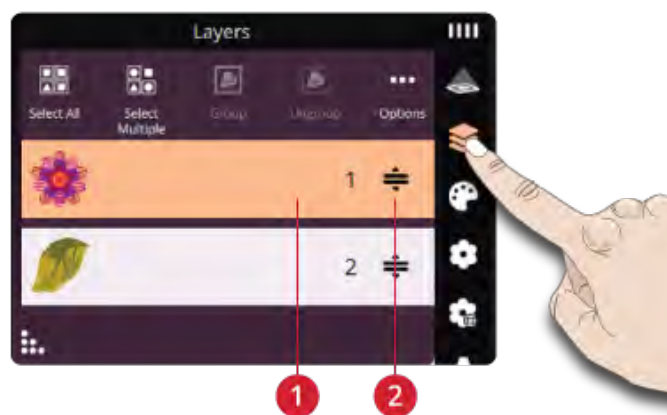 Layers
Select All
Select
Multiple
Group
Ungroup
Options
1
2
1
2